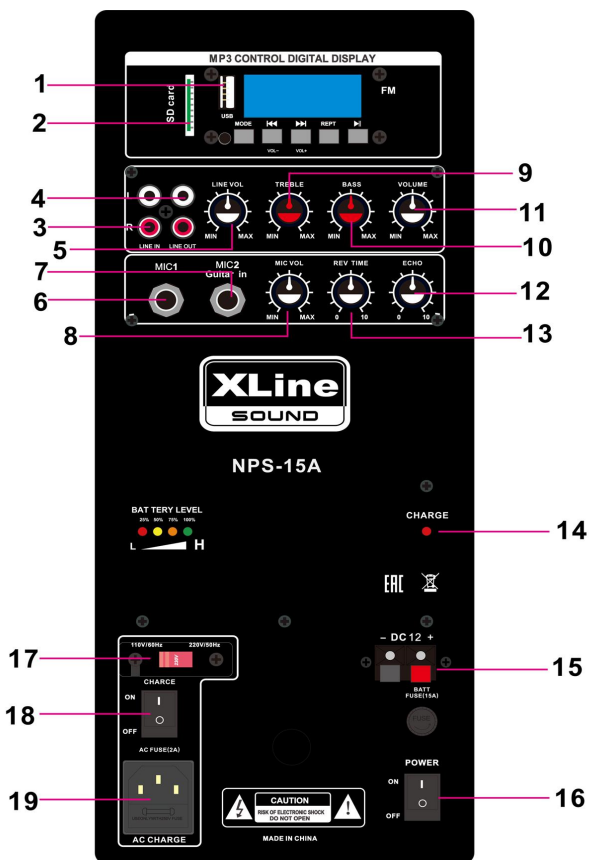 MP3 CONTROL DIGITAL DISPLAY
1
SD card
2
USB
FM
MODE
REPT
VOL-
VOL+
L
R
LINE IN
LINE OUT
LINE VOL
MIN
MAX
TREBLE
MIN
MAX
BASS
MIN
MAX
VOLUME
MIN
MAX
9
4
3
11
5
10
7
MIC1
MIC2
Guitar in
MIC VOL
MIN
MAX
REV TIME
0
10
ECHO
0
10
6
12
8
13
XLine
SOUND
NPS-15A
BATTERY LEVEL
25% 50% 75% 100%
L
H
CHARGE
14
EAC
110V/60Hz
220V/50Hz
220V
17
CHARCE
ON
I
O
OFF
18
AC FUSE(2A)
19
AC CHARGE
− DC12 +
15
BATT
FUSE(15A)
FUSE
POWER
ON
I
O
OFF
16
CAUTION
RISK OF ELECTRONIC SHOCK
DO NOT OPEN
MADE IN CHINA